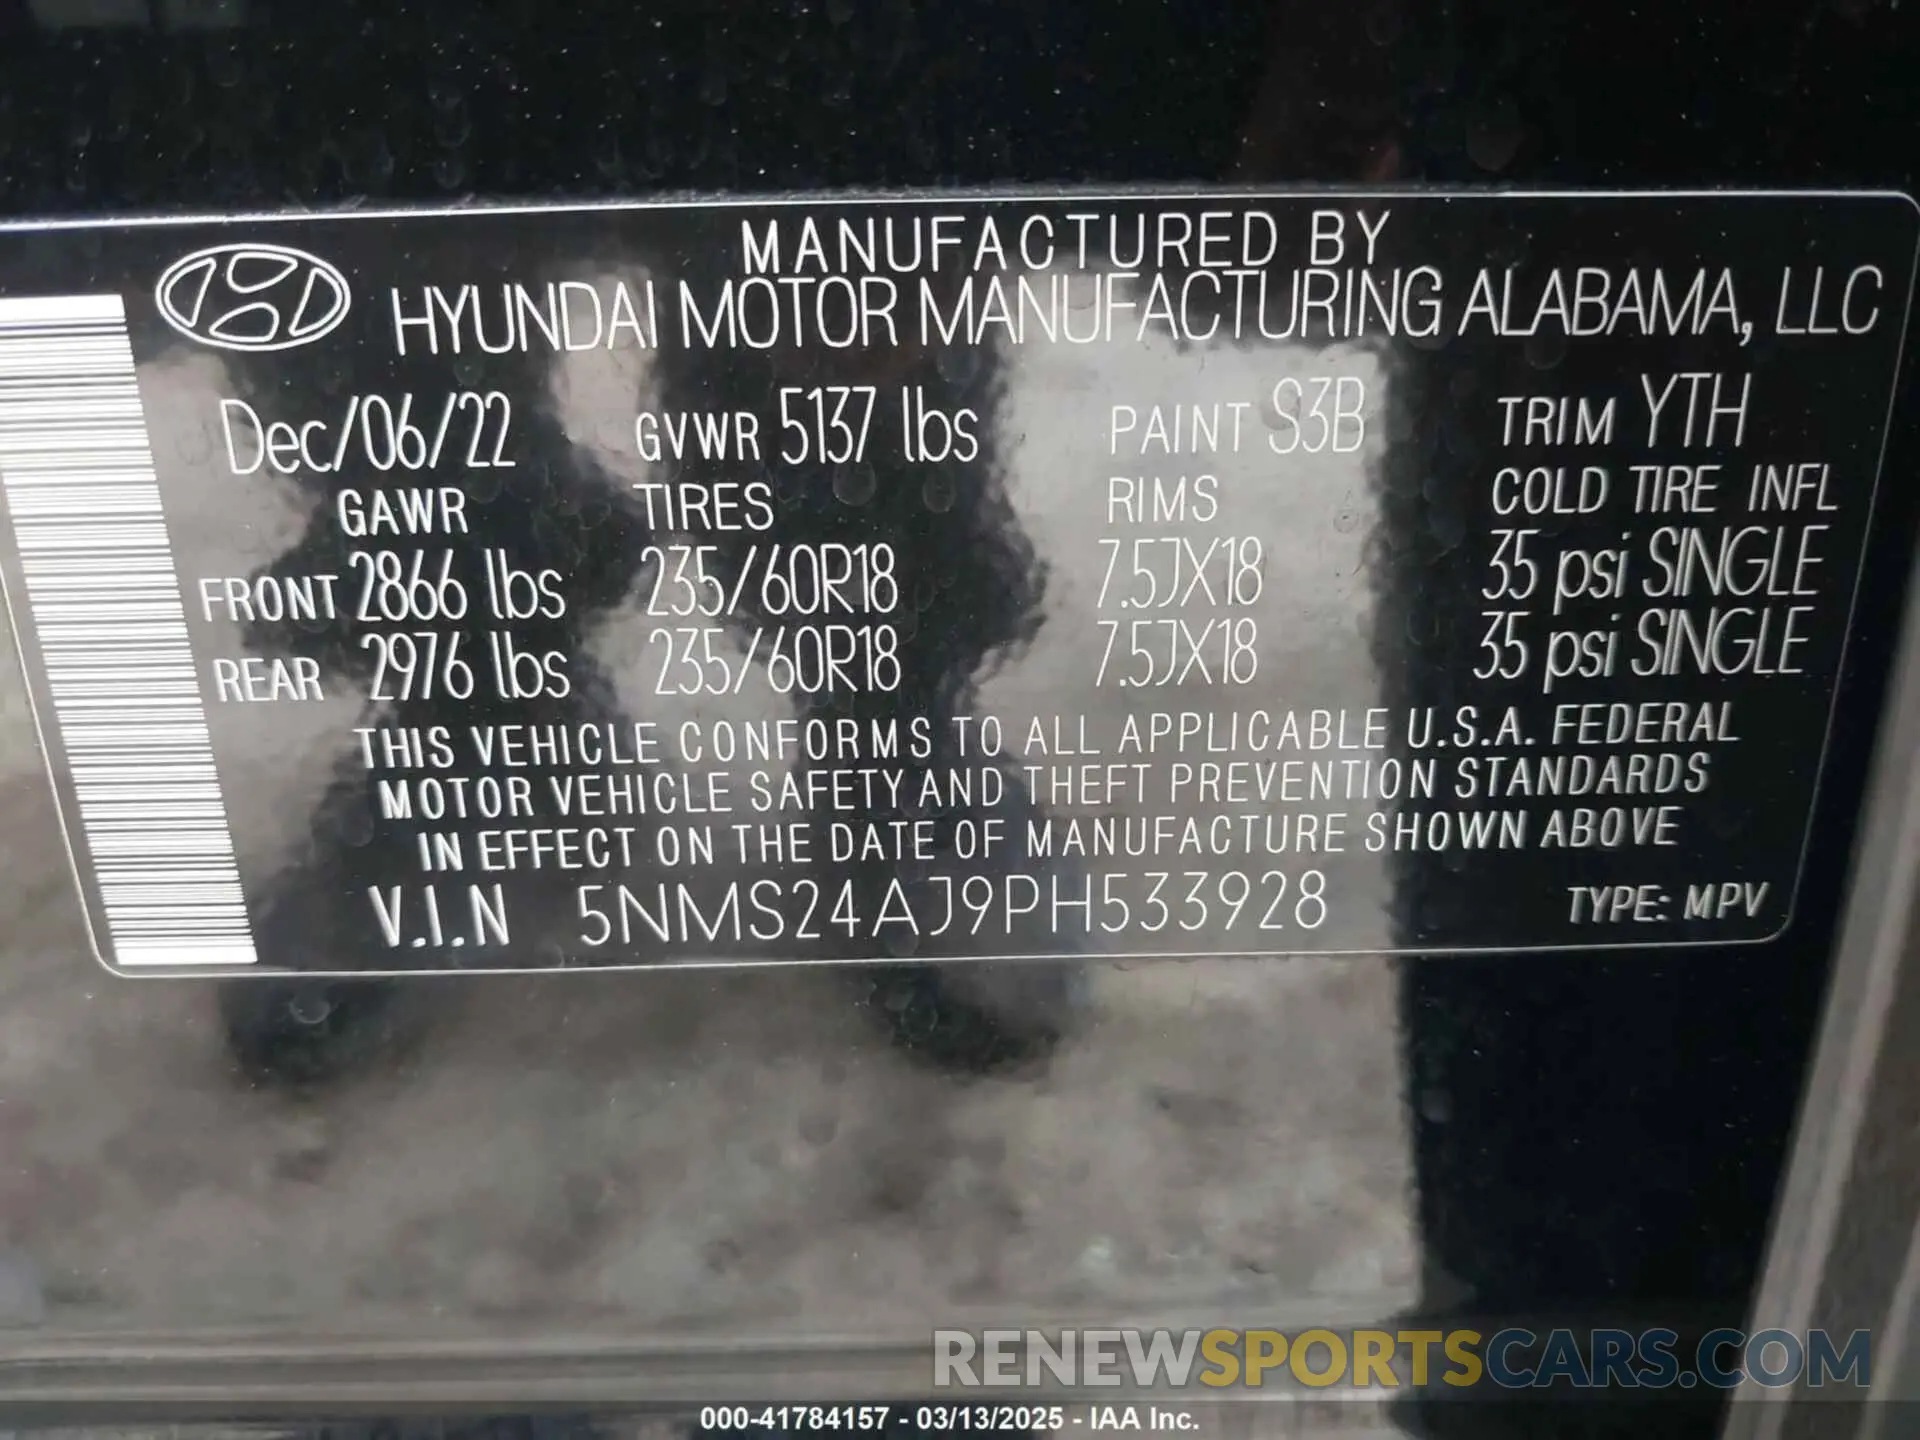 MANUFACTURED BY
HYUNDAI MOTOR MANUFACTURING ALABAMA, LLC
Dec/06/22 GVWR 5137 lbs PAINT S3B TRIM YTH
GAWR TIRES RIMS COLD TIRE INFL
FRONT 2866 lbs 235/60R18 7.5JX18 35 psi SINGLE
REAR 2976 lbs 235/60R18 7.5JX18 35 psi SINGLE
THIS VEHICLE CONFORMS TO ALL APPLICABLE U.S.A. FEDERAL
MOTOR VEHICLE SAFETY AND THEFT PREVENTION STANDARDS
IN EFFECT ON THE DATE OF MANUFACTURE SHOWN ABOVE
V.I.N 5NMS24AJ9PH533928 TYPE: MPV
RENEWSPORTSCARS.COM
000-41784157 - 03/13/2025 - IAA Inc.